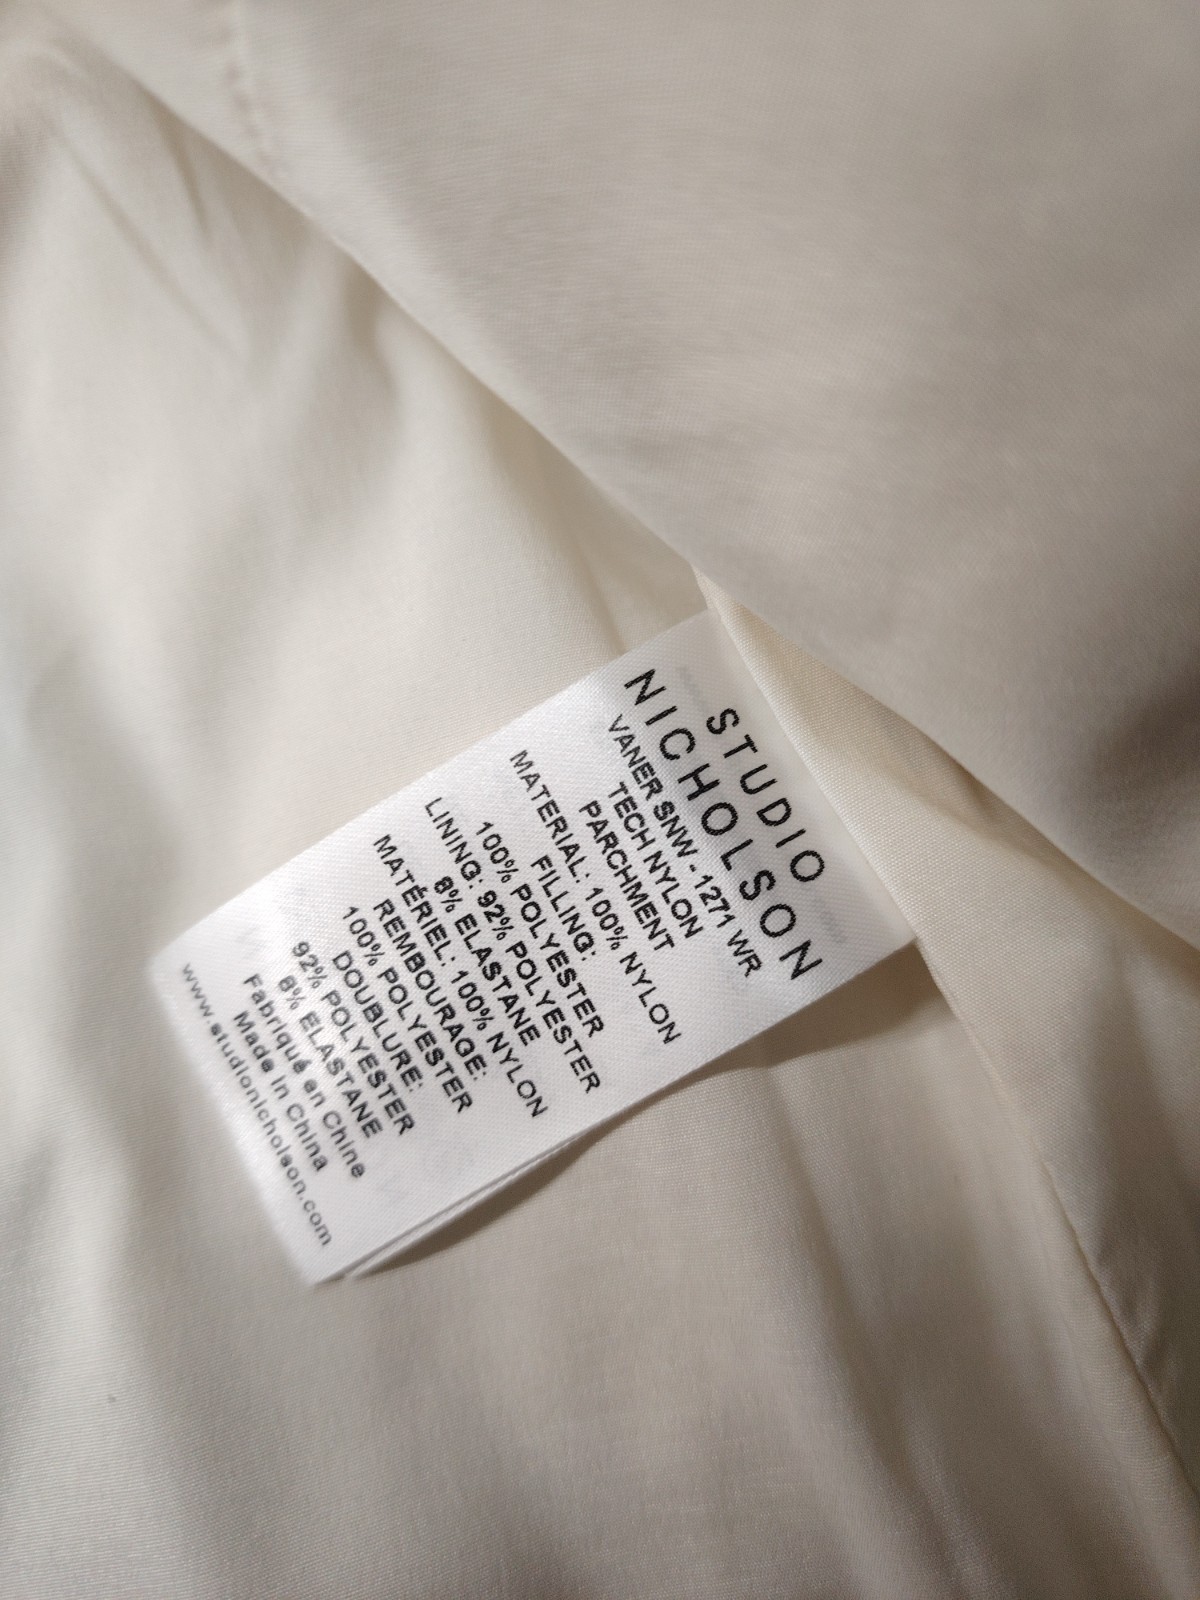 STUDIO
NICHOLSON
VANER SNW - 1271 WR
TECH NYLON
PARCHMENT
MATERIAL: 100% NYLON
FILLING:
100% POLYESTER
LINING: 92% POLYESTER
8% ELASTANE
MATÉRIEL: 100% NYLON
REMBOURAGE:
100% POLYESTER
DOUBLURE:
92% POLYESTER
8% ELASTANE
Fabriqué en Chine
Made in China
www.studionicholson.com